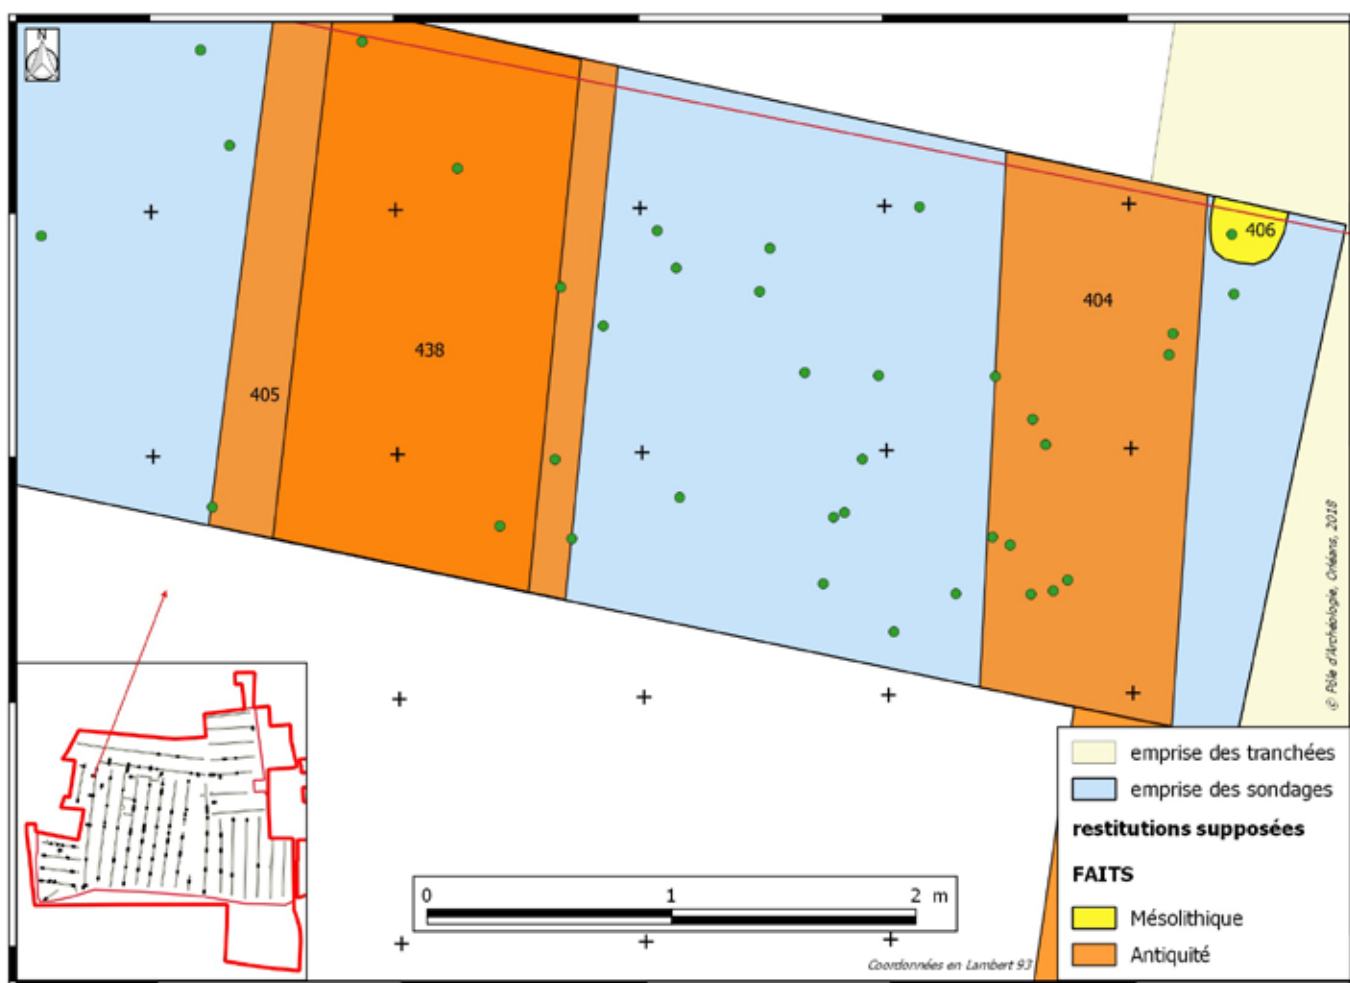 N
406
404
438
405
© Pôle d'Archéologie, Orléans, 2018
emprise des tranchées
emprise des sondages
restitutions supposées
FAITS
Mésolithique
Antiquité
0 1 2 m
Coordonnées en Lambert 93